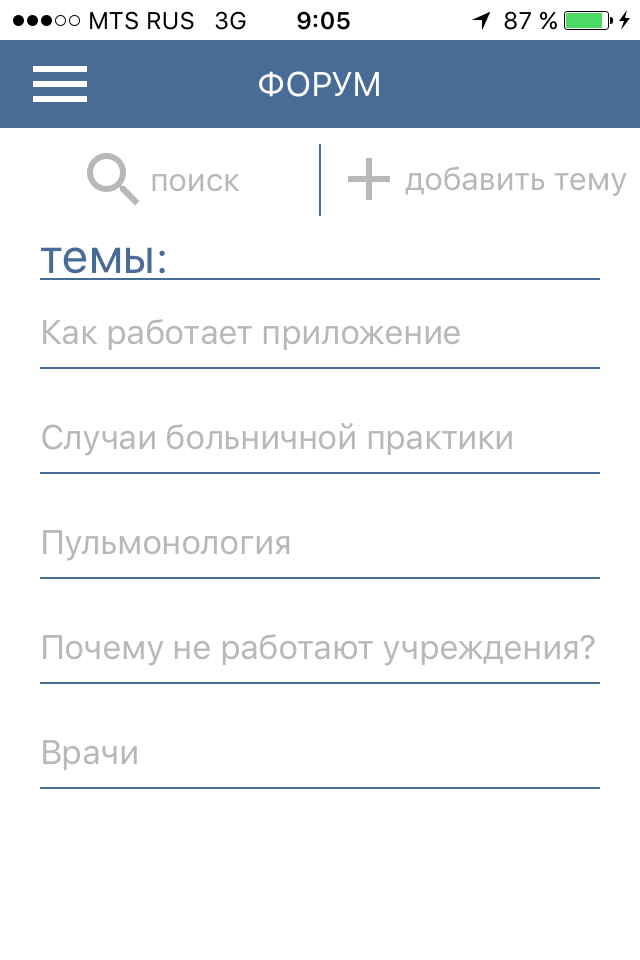 MTS RUS 3G 9:05 87 %
ФОРУМ
поиск добавить тему
темы:
Как работает приложение
Случаи больничной практики
Пульмонология
Почему не работают учреждения?
Врачи